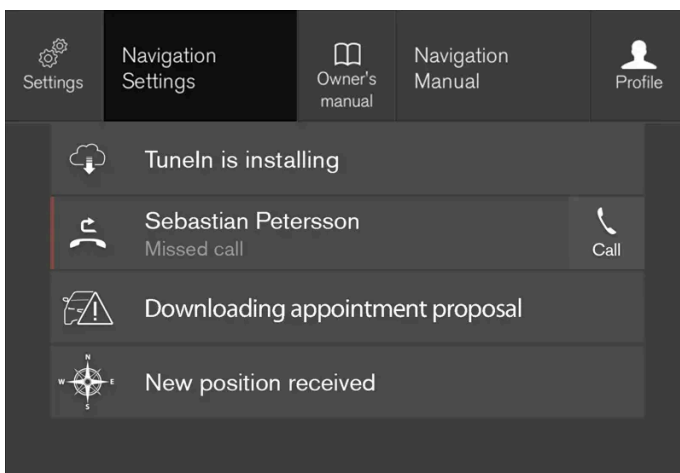 Settings
Navigation
Settings
Owner's
manual
Navigation
Manual
Profile
TuneIn is installing
Sebastian Petersson
Missed call
Call
Downloading appointment proposal
N
W
E
S
New position received